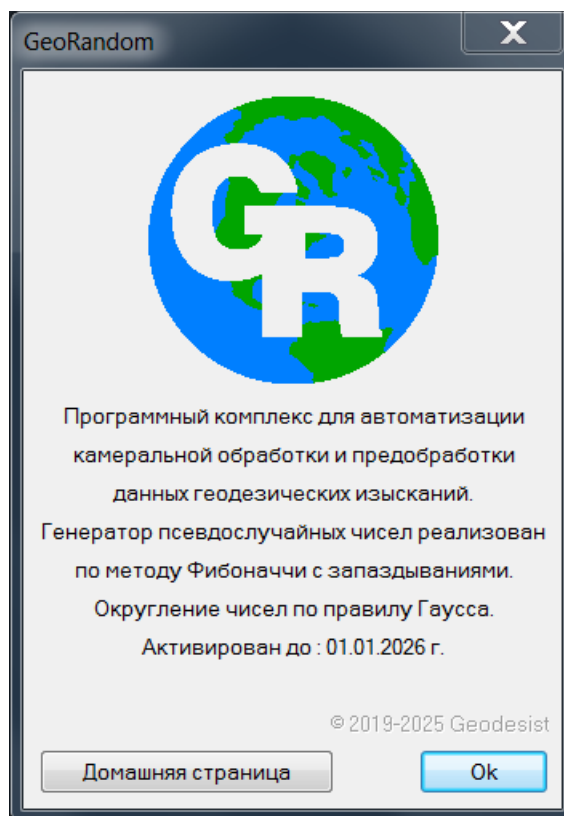 GeoRandom
GR
Программный комплекс для автоматизации
камеральной обработки и предобработки
данных геодезических изысканий.
Генератор псевдослучайных чисел реализован
по методу Фибоначчи с запаздываниями.
Округление чисел по правилу Гаусса.
Активирован до : 01.01.2026 г.
© 2019-2025 Geodesist
Домашняя страница
Ok